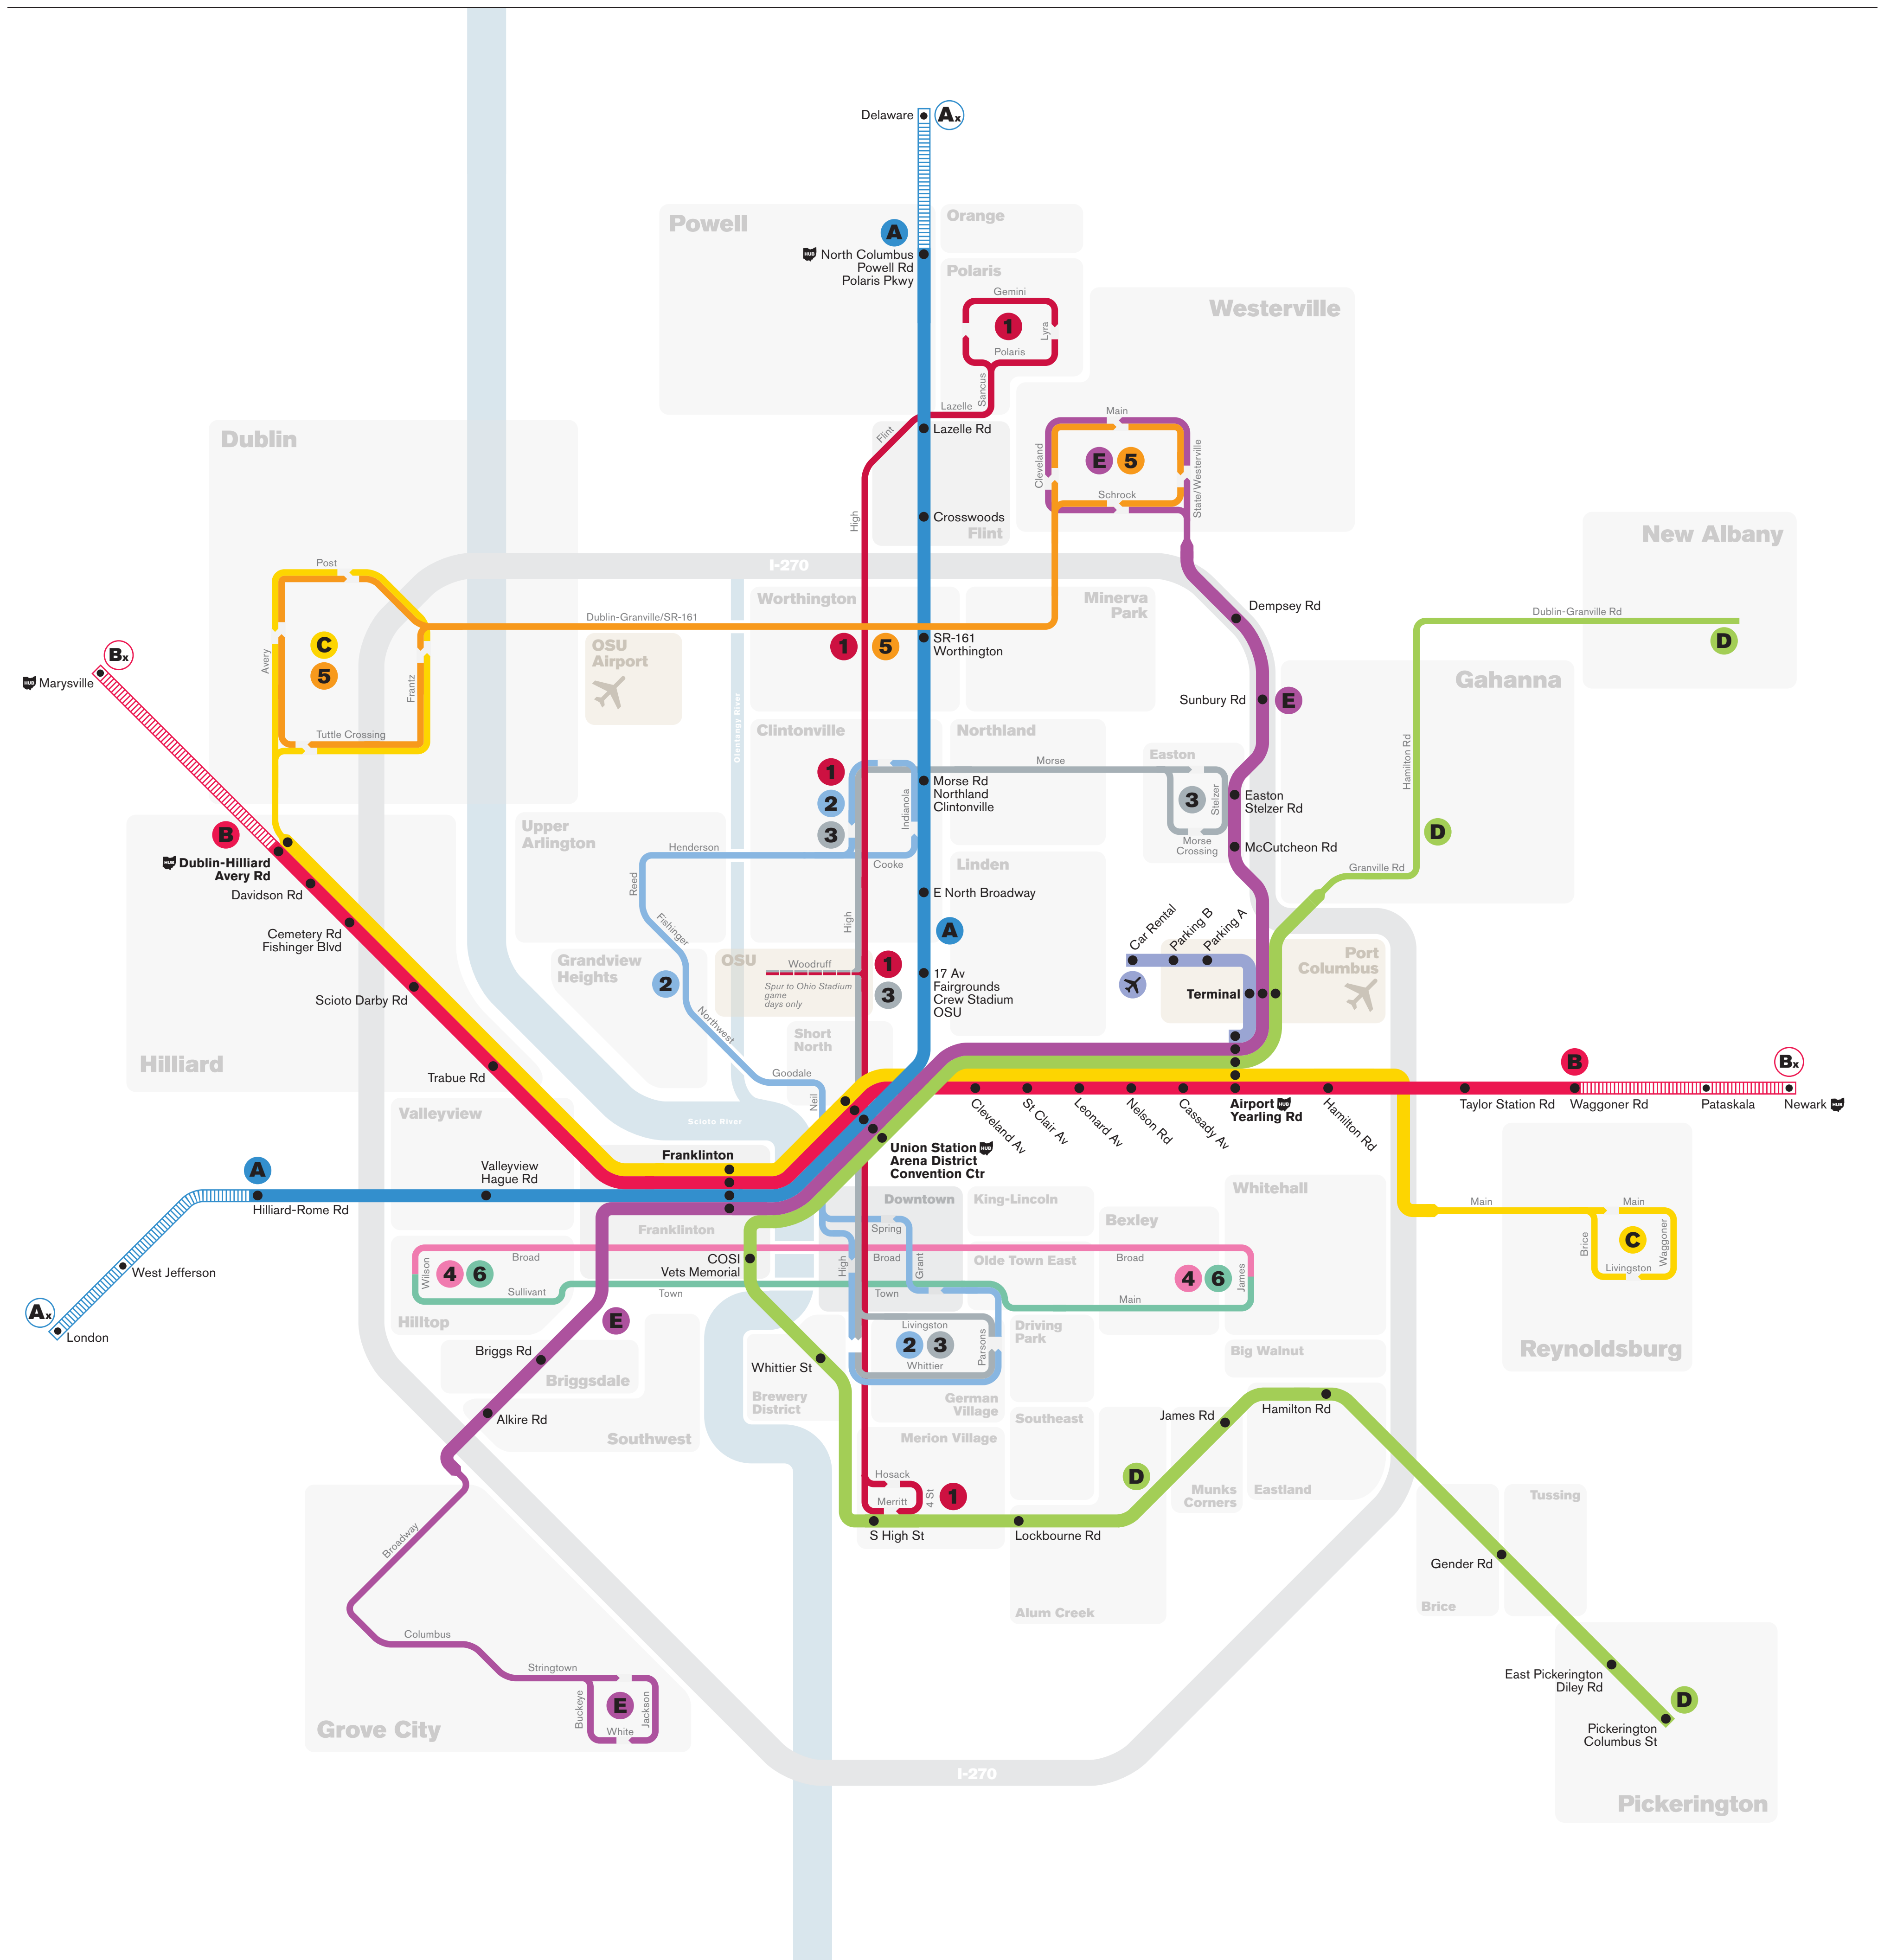 Delaware
Ax
Powell
Orange
A
HUB North Columbus
Powell Rd
Polaris Pkwy
Polaris
Gemini
1
Lyra
Polaris
Sancus
Lazelle
Westerville
Flint
Lazelle Rd
Main
Cleveland
E 5
State/Westerville
Schrock
High
Crosswoods
Flint
Dublin
New Albany
Post
I-270
Worthington
Minerva
Park
Dempsey Rd
Dublin-Granville/SR-161
Dublin-Granville Rd
D
C
5
Avery
Frantz
Tuttle Crossing
OSU
Airport
1 5
SR-161
Worthington
Bx
HUB Marysville
Olentangy River
Sunbury Rd
E
Gahanna
Clintonville
Northland
Easton
Morse
1
2
3
Morse Rd
Northland
Clintonville
Indianola
3
Stelzer
Easton
Stelzer Rd
Hamilton Rd
Upper
Arlington
B
D
Henderson
Cooke
Morse
Crossing
McCutcheon Rd
HUB Dublin-Hilliard
Avery Rd
Davidson Rd
Reed
Linden
Granville Rd
E North Broadway
High
Fishinger
Cemetery Rd
Fishinger Blvd
A
Car Rental
Parking B
Parking A
Grandview
Heights
OSU
Woodruff
Spur to Ohio Stadium
game
days only
1
3
2
17 Av
Fairgrounds
Crew Stadium
OSU
Port
Columbus
Terminal
Scioto Darby Rd
Northwest
Short
North
Hilliard
Trabue Rd
Goodale
Neil
B
Bx
Valleyview
Scioto River
Cleveland Av
St Clair Av
Leonard Av
Nelson Rd
Cassady Av
Airport HUB
Yearling Rd
Hamilton Rd
Taylor Station Rd
Waggoner Rd
Pataskala
Newark HUB
Union Station HUB
Arena District
Convention Ctr
Franklinton
A
Valleyview
Hague Rd
Hilliard-Rome Rd
Downtown
King-Lincoln
Whitehall
Bexley
Main
Main
Franklinton
Spring
C
Brice
Waggoner
Livingston
Broad
COSI
Vets Memorial
High
Broad
Grant
Olde Town East
Broad
West Jefferson
Wilson
4 6
4 6
James
Sullivant
Town
Town
Main
Ax
London
Hilltop
E
Livingston
2 3
Whittier
Parsons
Driving
Park
Reynoldsburg
Briggs Rd
Briggsdale
Whittier St
Big Walnut
Brewery
District
German
Village
Alkire Rd
Southwest
Southeast
James Rd
Hamilton Rd
Merion Village
Hosack
Merritt
4 St
1
D
Munks
Corners
Eastland
Tussing
S High St
Lockbourne Rd
Broadway
Gender Rd
Brice
Alum Creek
Columbus
Stringtown
Buckeye
E
White
Jackson
East Pickerington
Diley Rd
D
Grove City
Pickerington
Columbus St
I-270
Pickerington